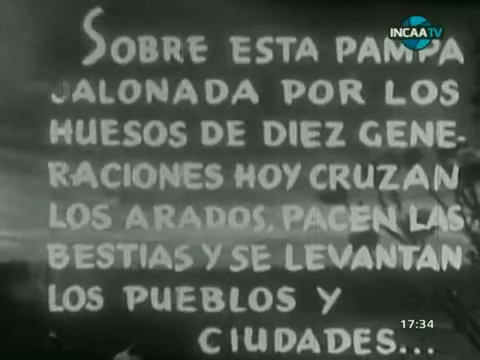 INCAA TV
SOBRE ESTA PAMPA
JALONADA POR LOS
HUESOS DE DIEZ GENE-
RACIONES HOY CRUZAN
LOS ARADOS, PACEN LAS
BESTIAS Y SE LEVANTAN
LOS PUEBLOS Y
CIUDADES...
17:34